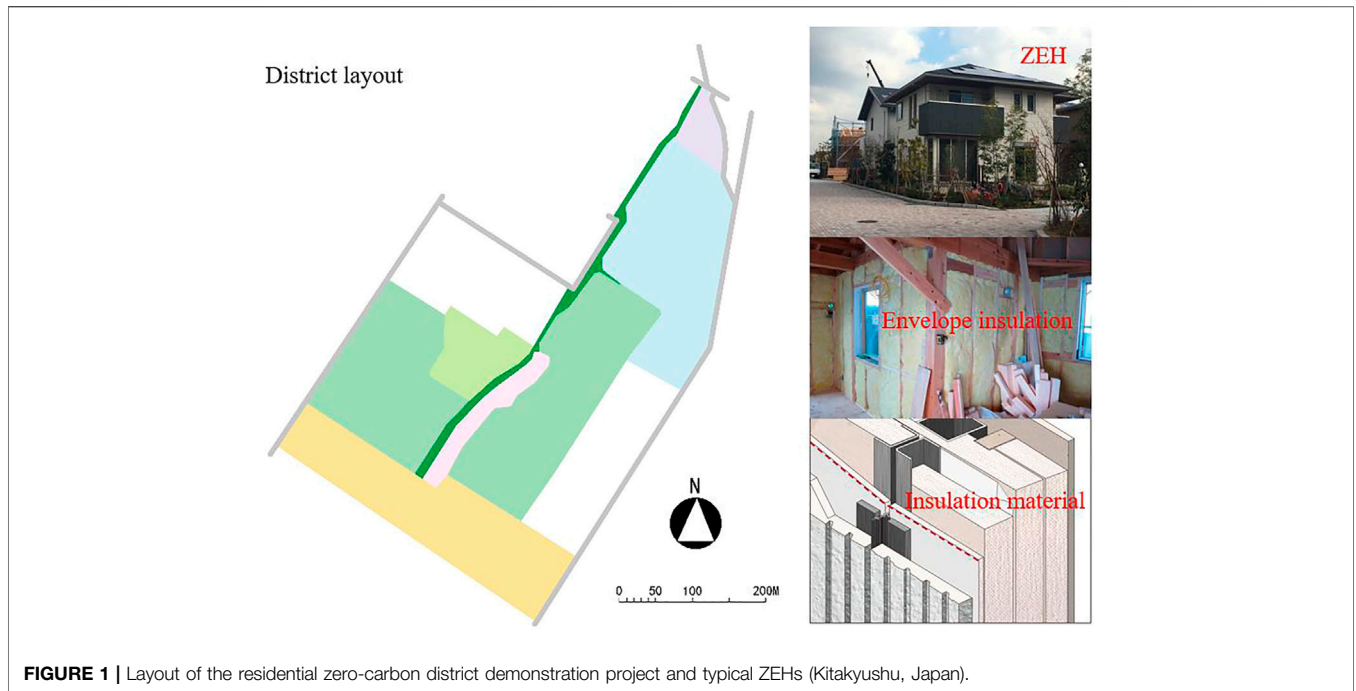 District layout
ZEH
Envelope insulation
Insulation material
N
0 50 100 200M
FIGURE 1 | Layout of the residential zero-carbon district demonstration project and typical ZEHs (Kitakyushu, Japan).